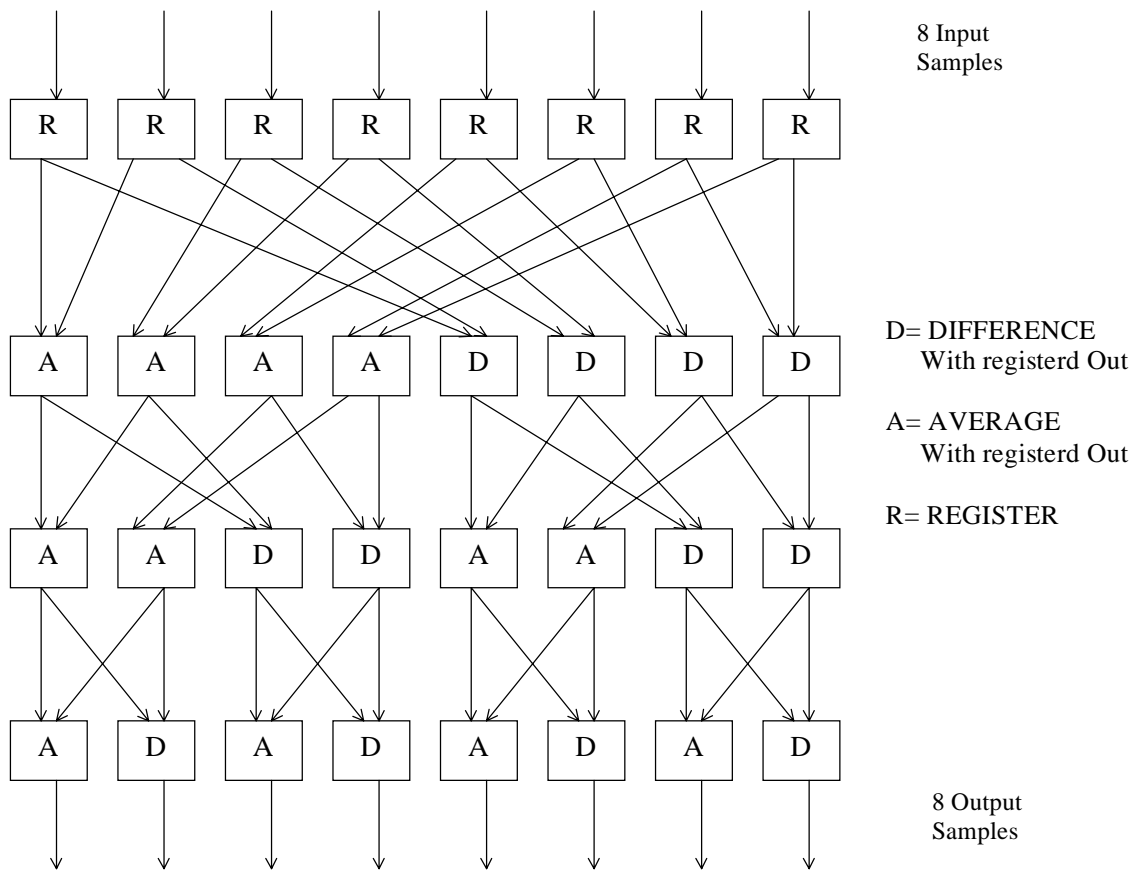 8 Input
Samples
R R R R R R R R
D= DIFFERENCE
With registerd Out
A A A A D D D D
A= AVERAGE
With registerd Out
R= REGISTER
A A D D A A D D
A D A D A D A D
8 Output
Samples